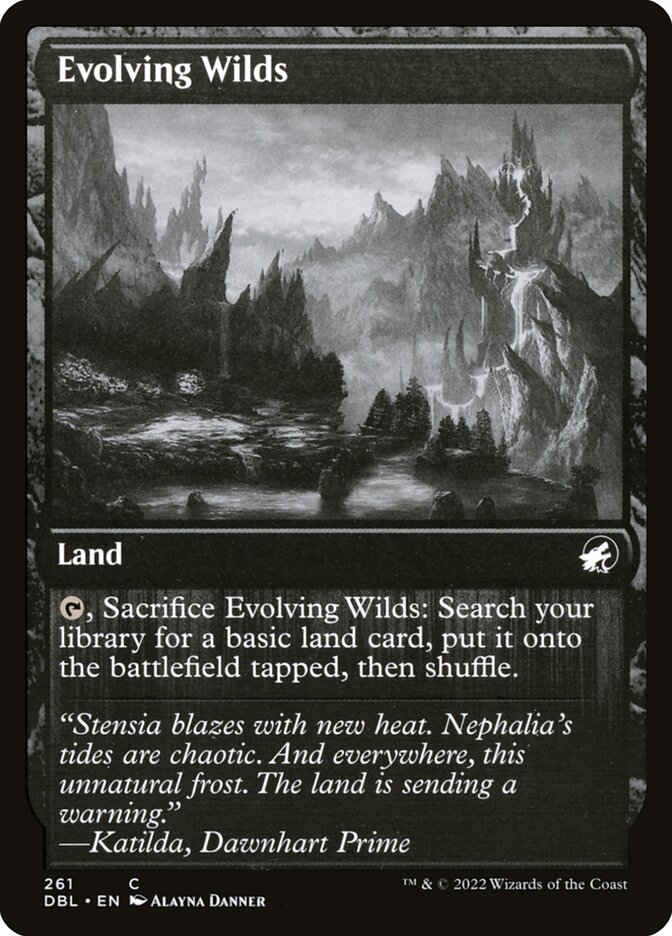 Evolving Wilds
Land
, Sacrifice Evolving Wilds: Search your
library for a basic land card, put it onto
the battlefield tapped, then shuffle.
“Stensia blazes with new heat. Nephalia’s
tides are chaotic. And everywhere, this
unnatural frost. The land is sending a
warning.”
—Katilda, Dawnhart Prime
261 C
DBL • EN Alayna Danner
™ & © 2022 Wizards of the Coast